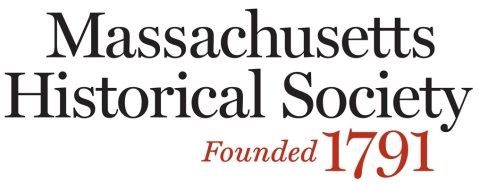 Massachusetts
Historical Society
Founded 1791